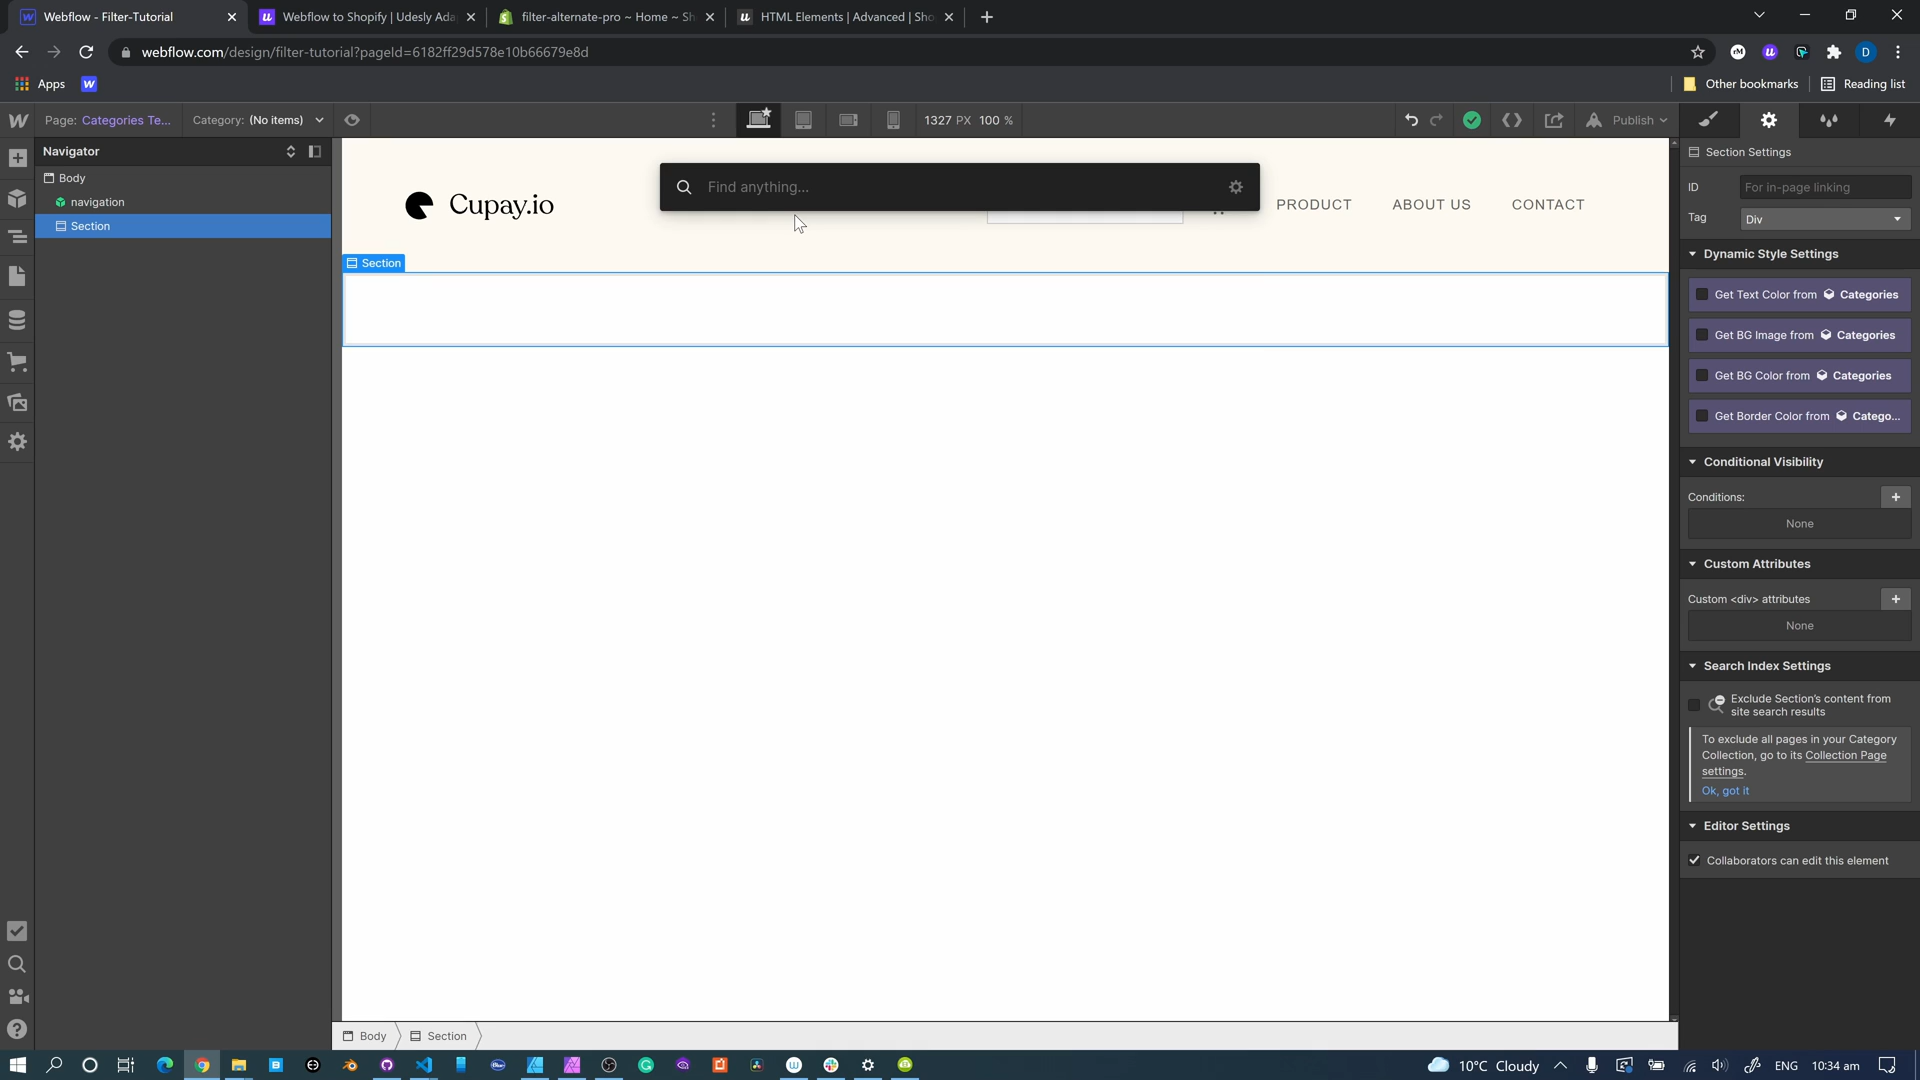 Webflow - Filter-Tutorial
Webflow to Shopify | Udesly Ada
filter-alternate-pro ~ Home ~ Sh
HTML Elements | Advanced | Sho
webflow.com/design/filter-tutorial?pageId=6182ff29d578e10b66679e8d
Apps
Other bookmarks
Reading list
Page: Categories Te...
Category: (No items)
1327 PX 100 %
Publish
Navigator
Body
navigation
Section
Cupay.io
Find anything...
PRODUCT
ABOUT US
CONTACT
Section
Section Settings
ID
For in-page linking
Tag
Div
Dynamic Style Settings
Get Text Color from Categories
Get BG Image from Categories
Get BG Color from Categories
Get Border Color from Catego...
Conditional Visibility
Conditions:
None
Custom Attributes
Custom <div> attributes
None
Search Index Settings
Exclude Section's content from
site search results
To exclude all pages in your Category
Collection, go to its Collection Page
settings.
Ok, got it
Editor Settings
Collaborators can edit this element
Body
Section
10°C Cloudy
ENG
10:34 am